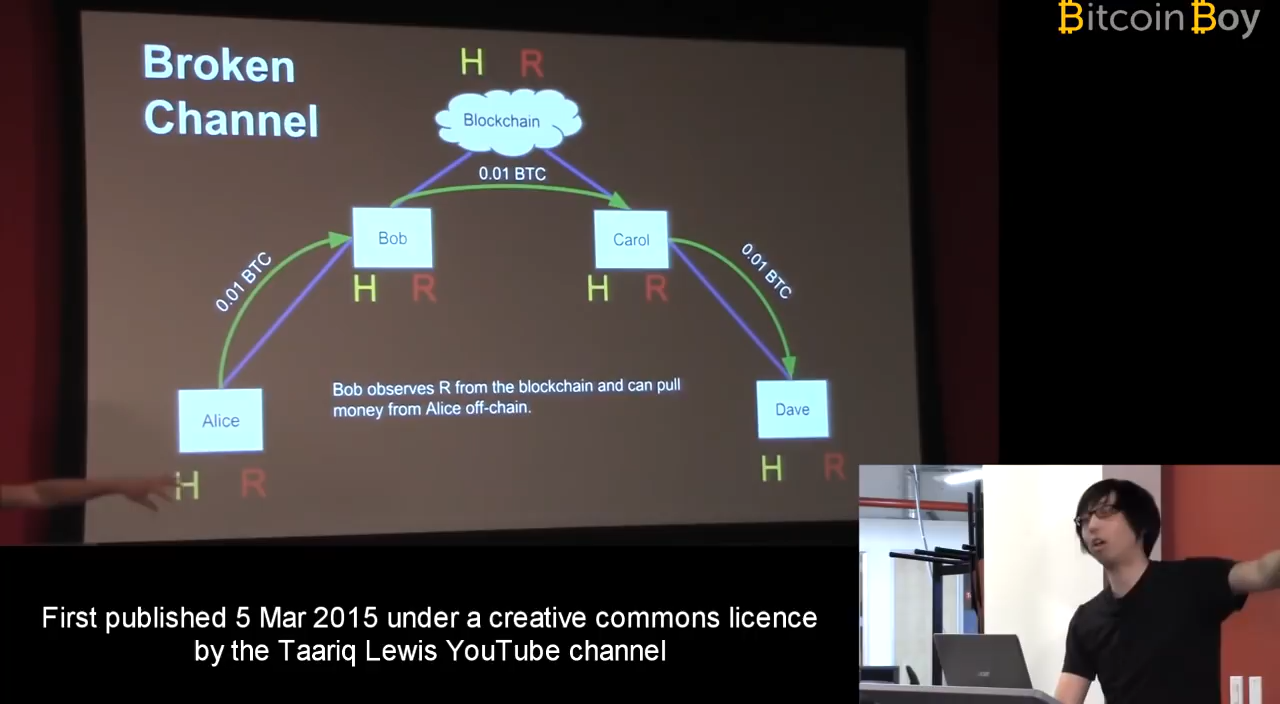 Bitcoin Boy
Broken
Channel
H R
Blockchain
0.01 BTC
Bob
Carol
H R
H R
0.01 BTC
0.01 BTC
Bob observes R from the blockchain and can pull
money from Alice off-chain.
Alice
Dave
H R
H R
First published 5 Mar 2015 under a creative commons licence
by the Taariq Lewis YouTube channel